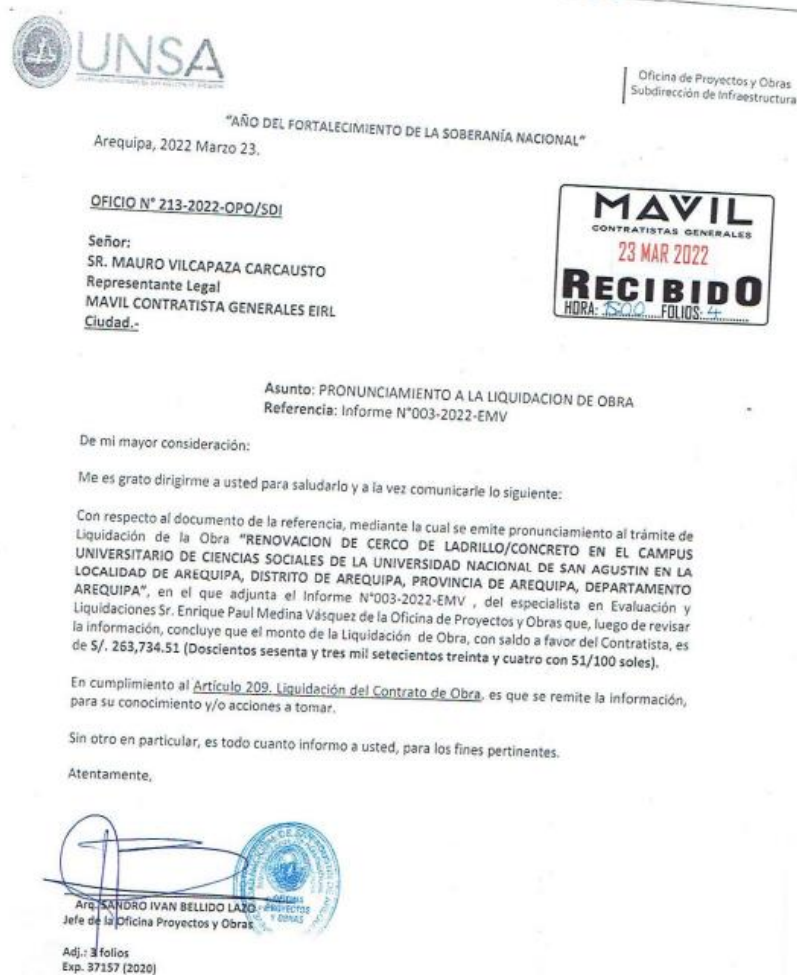 UNSA
Oficina de Proyectos y Obras
Subdirección de Infraestructura
"AÑO DEL FORTALECIMIENTO DE LA SOBERANÍA NACIONAL"
Arequipa, 2022 Marzo 23.
OFICIO N° 213-2022-OPO/SDI
MAVIL
CONTRATISTAS GENERALES
23 MAR 2022
RECIBIDO
HORA: 1500 FOLIOS: 4
Señor:
SR. MAURO VILCAPAZA CARCAUSTO
Representante Legal
MAVIL CONTRATISTA GENERALES EIRL
Ciudad.-
Asunto: PRONUNCIAMIENTO A LA LIQUIDACION DE OBRA
Referencia: Informe N°003-2022-EMV
De mi mayor consideración:
Me es grato dirigirme a usted para saludarlo y a la vez comunicarle lo siguiente:
Con respecto al documento de la referencia, mediante la cual se emite pronunciamiento al trámite de
Liquidación de la Obra "RENOVACION DE CERCO DE LADRILLO/CONCRETO EN EL CAMPUS
UNIVERSITARIO DE CIENCIAS SOCIALES DE LA UNIVERSIDAD NACIONAL DE SAN AGUSTIN EN LA
LOCALIDAD DE AREQUIPA, DISTRITO DE AREQUIPA, PROVINCIA DE AREQUIPA, DEPARTAMENTO
AREQUIPA", en el que adjunta el Informe N°003-2022-EMV , del especialista en Evaluación y
Liquidaciones Sr. Enrique Paul Medina Vásquez de la Oficina de Proyectos y Obras que, luego de revisar
la información, concluye que el monto de la Liquidación de Obra, con saldo a favor del Contratista, es
de S/. 263,734.51 (Doscientos sesenta y tres mil setecientos treinta y cuatro con 51/100 soles).
En cumplimiento al Artículo 209. Liquidación del Contrato de Obra, es que se remite la información,
para su conocimiento y/o acciones a tomar.
Sin otro en particular, es todo cuanto informo a usted, para los fines pertinentes.
Atentamente,
OFICINA
PROYECTOS
Y OBRAS
Arq. SANDRO IVAN BELLIDO LAZO
Jefe de la Oficina Proyectos y Obras
Adj.: 3 folios
Exp. 37157 (2020)